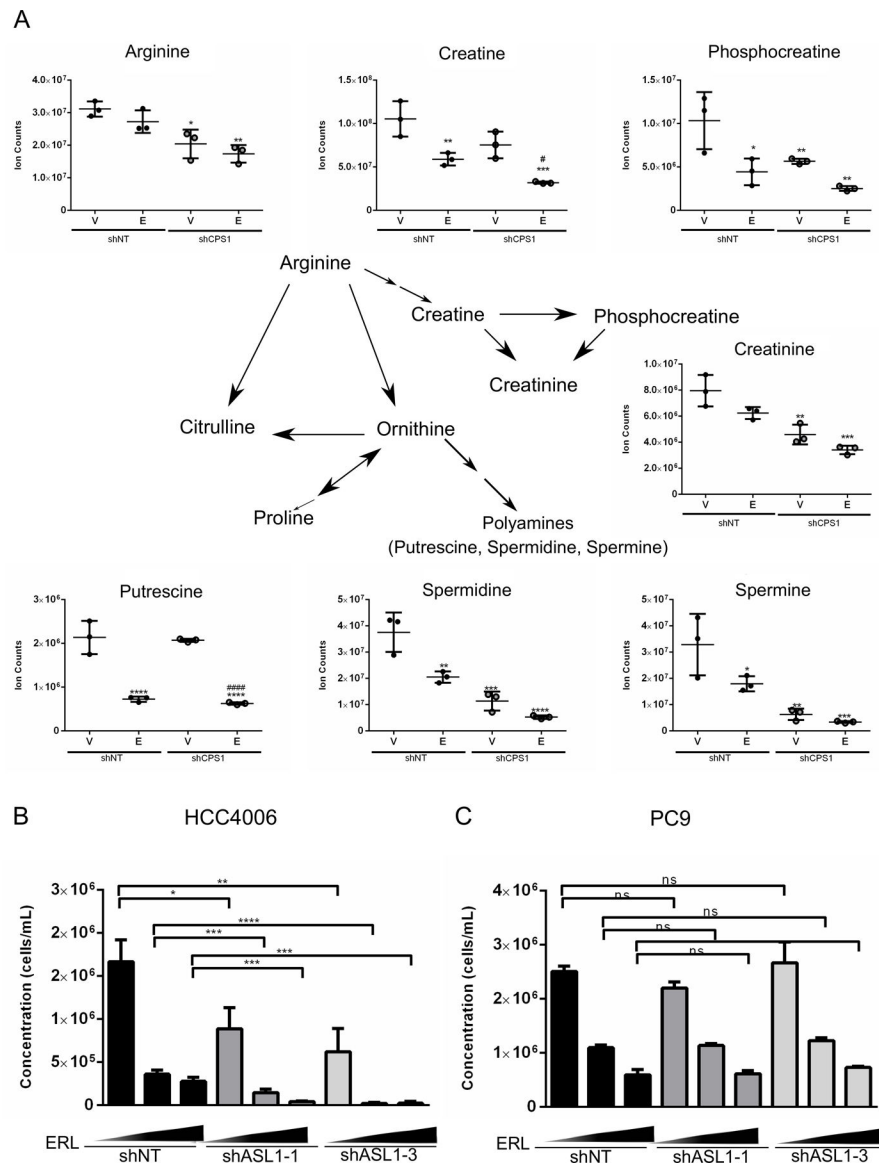 A
Arginine
Creatine
Phosphocreatine
4.0×10⁷
3.0×10⁷
2.0×10⁷
1.0×10⁷
0
Ion Counts
*
**
V E V E
shNT shCPS1
1.5×10⁸
1.0×10⁸
5.0×10⁷
0
Ion Counts
**
#
***
V E V E
shNT shCPS1
1.5×10⁷
1.0×10⁷
5.0×10⁶
0
Ion Counts
*
**
**
V E V E
shNT shCPS1
Arginine
Creatine
Phosphocreatine
Creatinine
Citrulline
Ornithine
Proline
Polyamines
(Putrescine, Spermidine, Spermine)
Creatinine
1.0×10⁷
8.0×10⁶
6.0×10⁶
4.0×10⁶
2.0×10⁶
0
Ion Counts
**
***
V E V E
shNT shCPS1
Putrescine
3×10⁶
2×10⁶
1×10⁶
0
Ion Counts
****
####
****
V E V E
shNT shCPS1
Spermidine
5×10⁷
4×10⁷
3×10⁷
2×10⁷
1×10⁷
0
Ion Counts
**
***
****
V E V E
shNT shCPS1
Spermine
5×10⁷
4×10⁷
3×10⁷
2×10⁷
1×10⁷
0
Ion Counts
*
**
***
V E V E
shNT shCPS1
B
HCC4006
Concentration (cells/mL)
3×10⁶
2×10⁶
2×10⁶
1×10⁶
5×10⁵
0
**
*
****
***
***
***
ERL
shNT shASL1-1 shASL1-3
C
PC9
Concentration (cells/mL)
4×10⁶
3×10⁶
2×10⁶
1×10⁶
0
ns
ns
ns
ns
ns
ns
ERL
shNT shASL1-1 shASL1-3